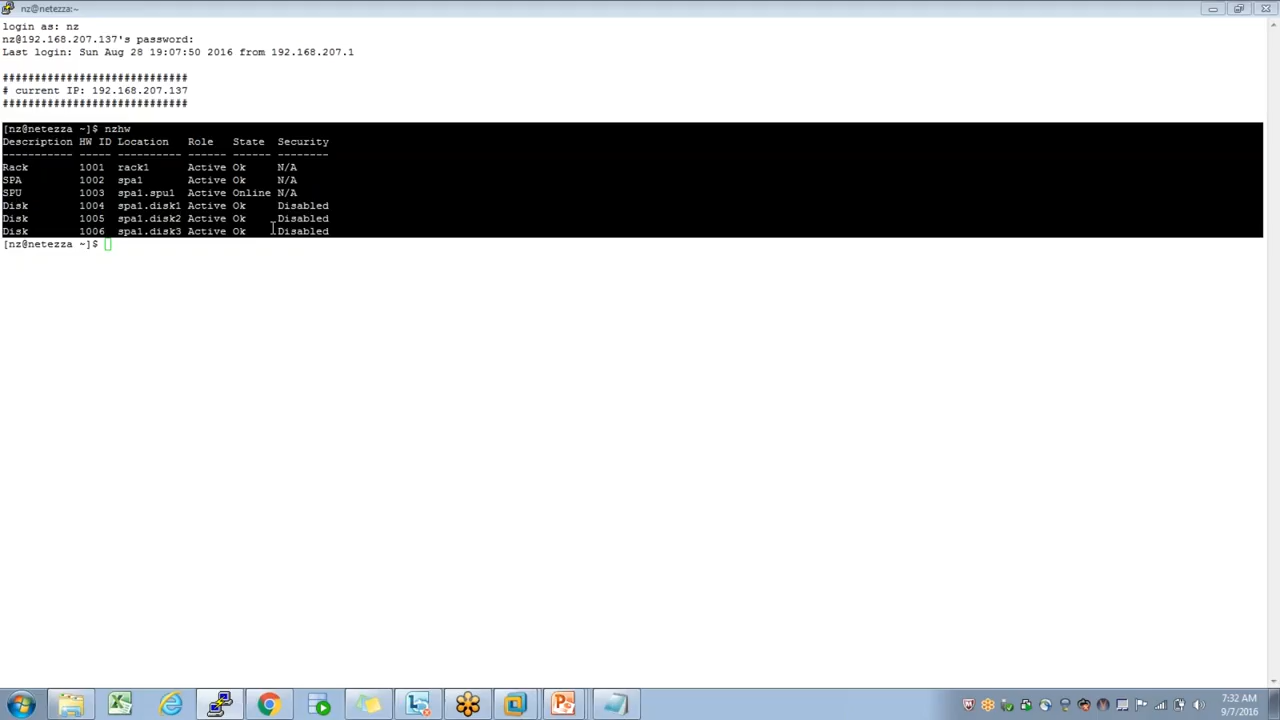 nz@netezza:~
login as: nz
nz@192.168.207.137's password:
Last login: Sun Aug 28 19:07:50 2016 from 192.168.207.1
#############################
# current IP: 192.168.207.137
#############################
[nz@netezza ~]$ nzhw
Description HW ID Location   Role   State  Security
----------- ----- ---------- ------ ------ --------
Rack        1001  rack1      Active Ok     N/A
SPA         1002  spa1       Active Ok     N/A
SPU         1003  spa1.spu1  Active Online N/A
Disk        1004  spa1.disk1 Active Ok     Disabled
Disk        1005  spa1.disk2 Active Ok     Disabled
Disk        1006  spa1.disk3 Active Ok     Disabled
[nz@netezza ~]$
7:32 AM
9/7/2016